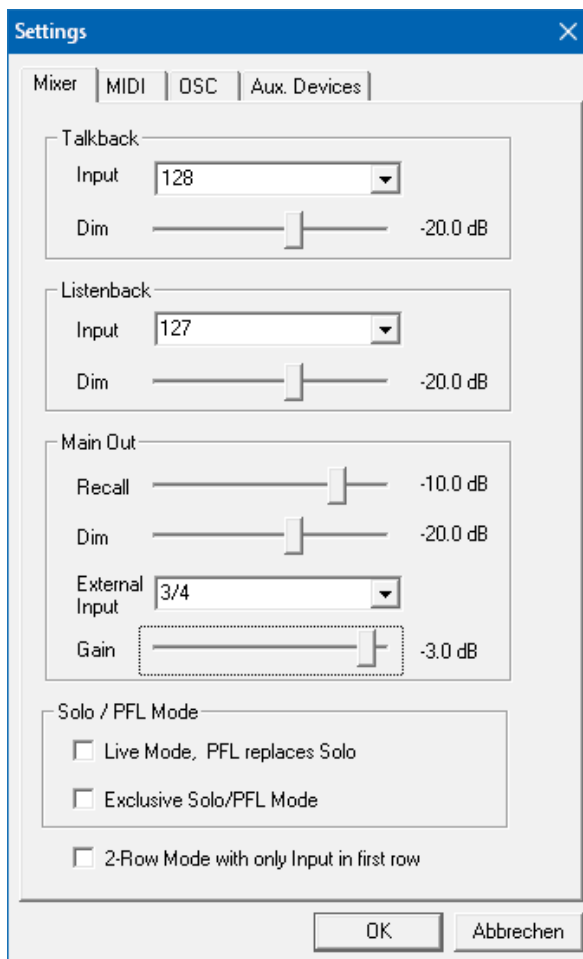 Settings
Mixer MIDI OSC Aux. Devices
Talkback
Input 128
Dim -20.0 dB
Listenback
Input 127
Dim -20.0 dB
Main Out
Recall -10.0 dB
Dim -20.0 dB
External
Input 3/4
Gain -3.0 dB
Solo / PFL Mode
Live Mode, PFL replaces Solo
Exclusive Solo/PFL Mode
2-Row Mode with only Input in first row
OK Abbrechen